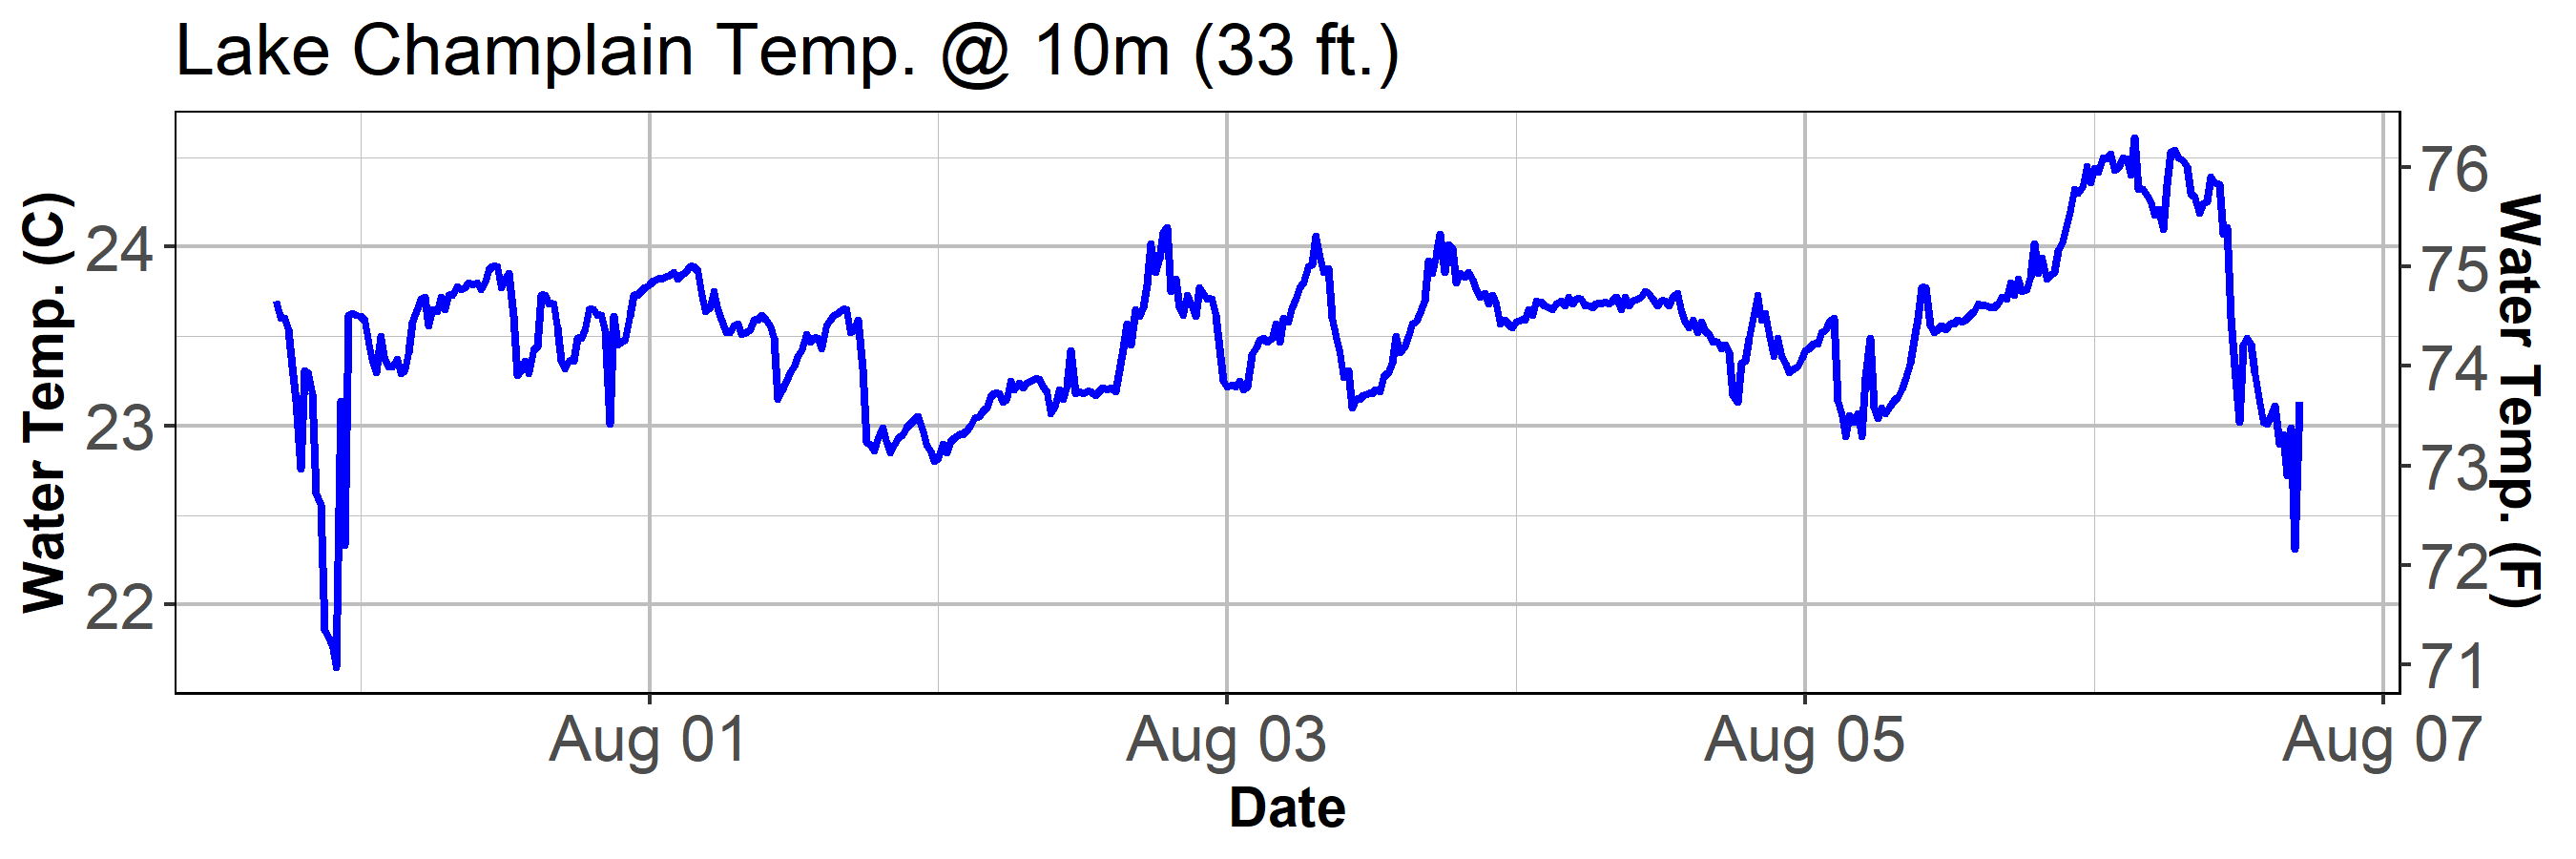 Lake Champlain Temp. @ 10m (33 ft.)
Water Temp. (C)
24
23
22
76
75
74
73
72
71
Water Temp. (F)
Aug 01
Aug 03
Aug 05
Aug 07
Date